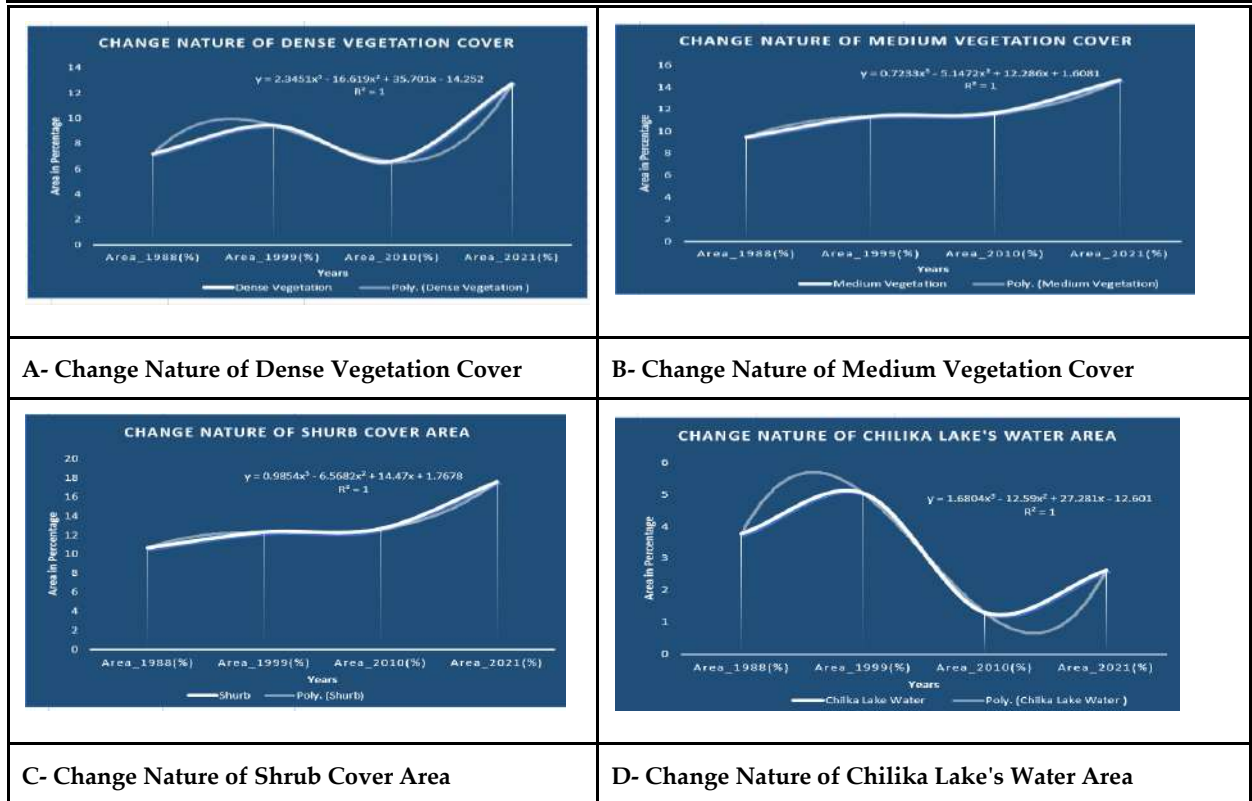 CHANGE NATURE OF DENSE VEGETATION COVER
y = 2.3451x³ - 16.619x² + 35.701x - 14.252
R² = 1
Area in Percentage
14
12
10
8
6
4
2
0
Area_1988(%) Area_1999(%) Area_2010(%) Area_2021(%)
Years
Dense Vegetation Poly. (Dense Vegetation )
CHANGE NATURE OF MEDIUM VEGETATION COVER
y = 0.7233x³ - 5.1472x² + 12.286x + 1.6081
R² = 1
Area in Percentage
16
14
12
10
8
6
4
2
0
Area_1988(%) Area_1999(%) Area_2010(%) Area_2021(%)
Years
Medium Vegetation Poly. (Medium Vegetation)
A- Change Nature of Dense Vegetation Cover
B- Change Nature of Medium Vegetation Cover
CHANGE NATURE OF SHURB COVER AREA
y = 0.9854x³ - 6.5682x² + 14.47x + 1.7678
R² = 1
Area in Percentage
20
18
16
14
12
10
8
6
4
2
0
Area_1988(%) Area_1999(%) Area_2010(%) Area_2021(%)
Years
Shurb Poly. (Shurb)
CHANGE NATURE OF CHILIKA LAKE'S WATER AREA
y = 1.6804x³ - 12.59x² + 27.281x - 12.601
R² = 1
Area in Percentage
6
5
4
3
2
1
0
Area_1988(%) Area_1999(%) Area_2010(%) Area_2021(%)
Years
Chilka Lake Water Poly. (Chilka Lake Water )
C- Change Nature of Shrub Cover Area
D- Change Nature of Chilika Lake's Water Area